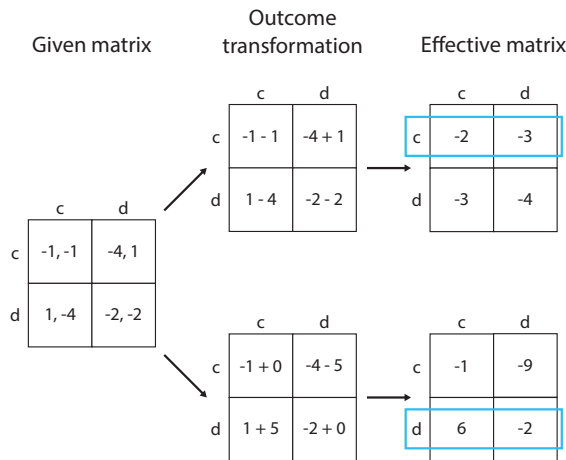 Given matrix
Outcome
transformation
Effective matrix
c d
c -1 - 1 -4 + 1
d 1 - 4 -2 - 2
c d
c -2 -3
d -3 -4
c d
c -1, -1 -4, 1
d 1, -4 -2, -2
c d
c -1 + 0 -4 - 5
d 1 + 5 -2 + 0
c d
c -1 -9
d 6 -2